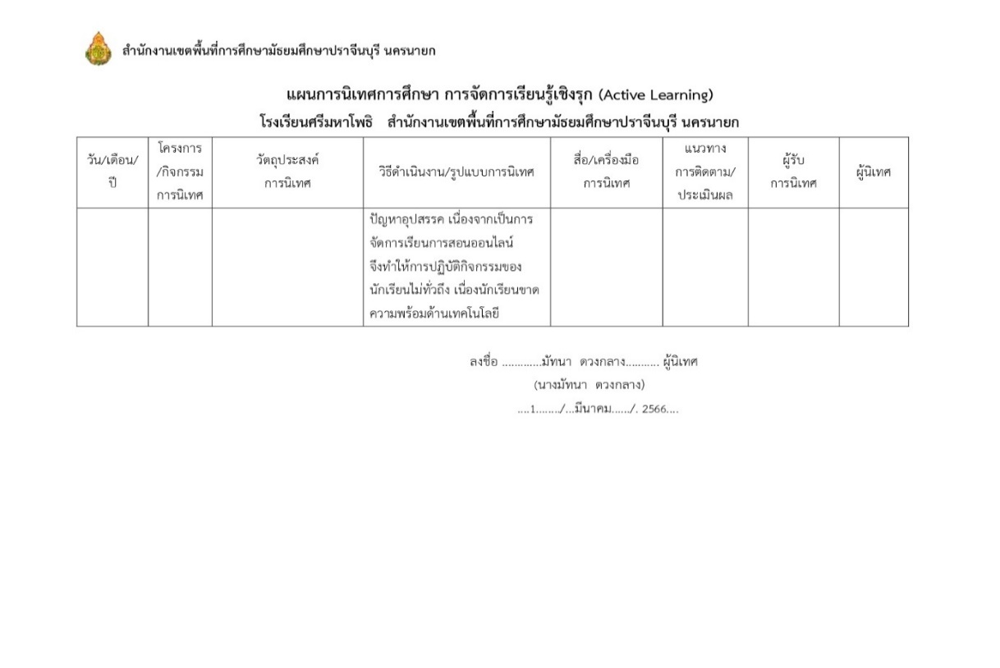 สำนักงานเขตพื้นที่การศึกษามัธยมศึกษาปราจีนบุรี นครนายก
แผนการนิเทศการศึกษา การจัดการเรียนรู้เชิงรุก (Active Learning)
โรงเรียนศรีมหาโพธิ สำนักงานเขตพื้นที่การศึกษามัธยมศึกษาปราจีนบุรี นครนายก
วัน/เดือน/
ปี
โครงการ
/กิจกรรม
การนิเทศ
วัตถุประสงค์
การนิเทศ
วิธีดำเนินงาน/รูปแบบการนิเทศ
สื่อ/เครื่องมือ
การนิเทศ
แนวทาง
การติดตาม/
ประเมินผล
ผู้รับ
การนิเทศ
ผู้นิเทศ
ปัญหาอุปสรรค เนื่องจากเป็นการ
จัดการเรียนการสอนออนไลน์
จึงทำให้การปฏิบัติกิจกรรมของ
นักเรียนไม่ทั่วถึง เนื่องนักเรียนขาด
ความพร้อมด้านเทคโนโลยี
ลงชื่อ ............มัทนา ดวงกลาง.......... ผู้นิเทศ
(นางมัทนา ดวงกลาง)
....1......../...มีนาคม....../. 2566....